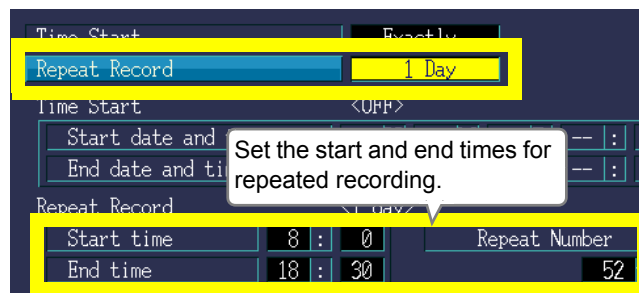 Time Start Exactly
Repeat Record 1 Day
Time Start <OFF>
Start date and -- :
End date and ti -- :
Set the start and end times for
repeated recording.
Repeat Record <1 day>
Start time 8 : 0 Repeat Number
End time 18 : 30 52